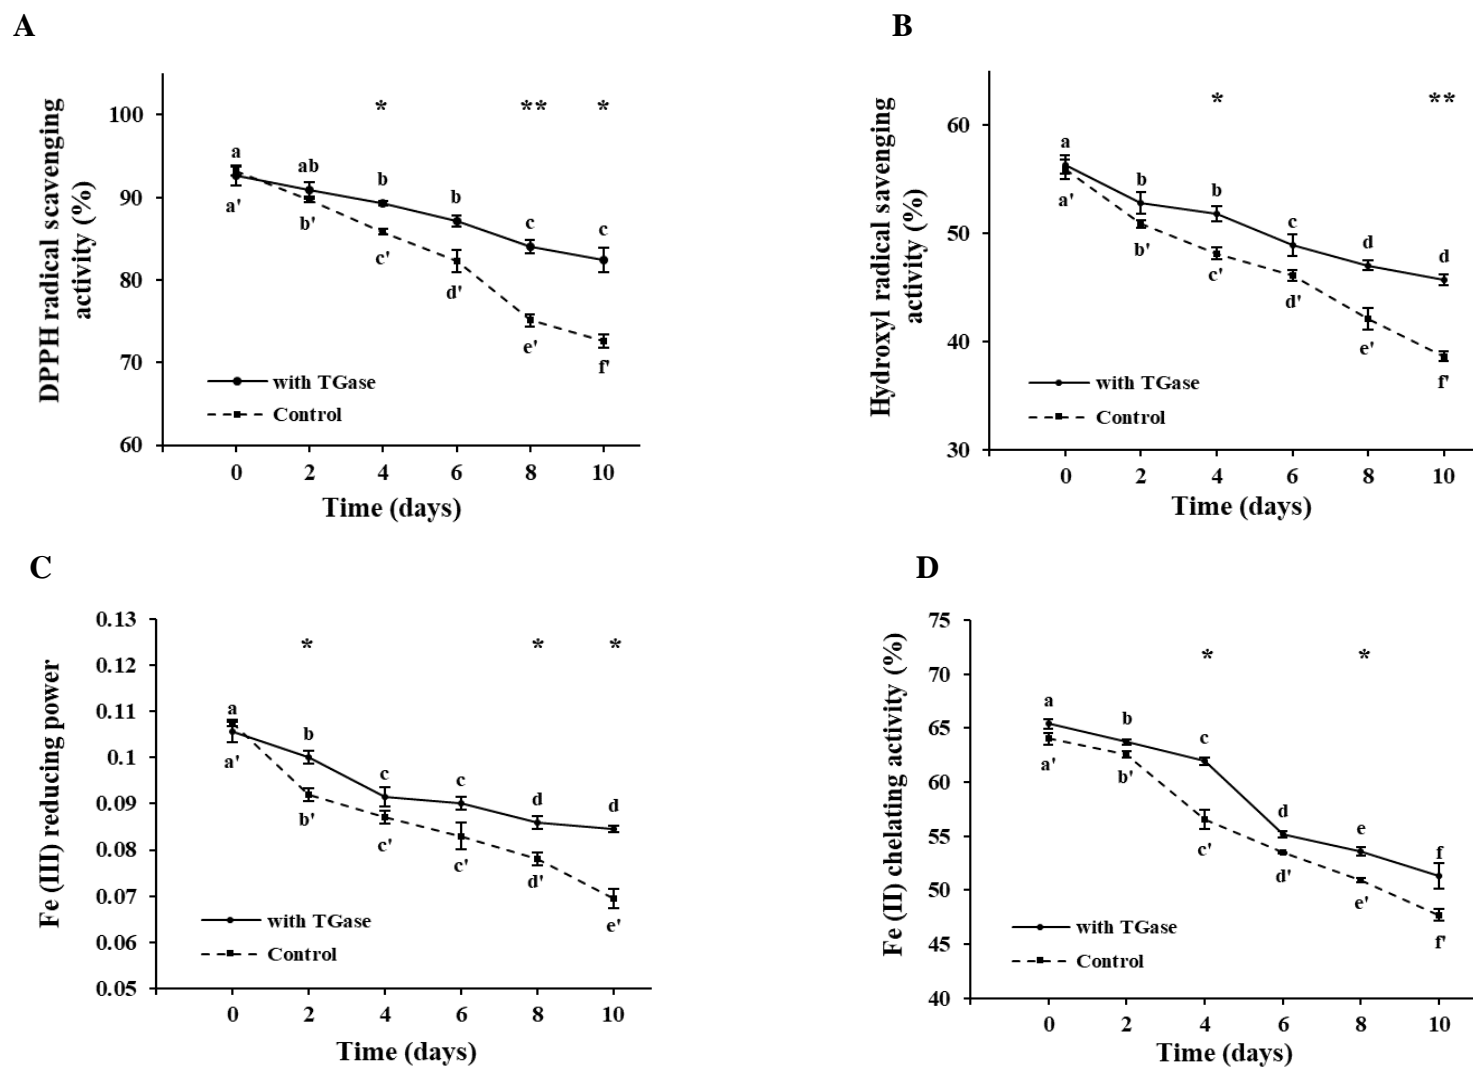 A
DPPH radical scavenging
activity (%)
100
90
80
70
60
* ** *
a ab b b c c
a' b' c' d' e' f'
with TGase
Control
0 2 4 6 8 10
Time (days)
B
Hydroxyl radical savenging
activity (%)
60
50
40
30
* **
a b b c d d
a' b' c' d' e' f'
with TGase
Control
0 2 4 6 8 10
Time (days)
C
Fe (III) reducing power
0.13
0.12
0.11
0.1
0.09
0.08
0.07
0.06
0.05
* * *
a b c c d d
a' b' c' c' d' e'
with TGase
Control
0 2 4 6 8 10
Time (days)
D
Fe (II) chelating activity (%)
75
70
65
60
55
50
45
40
* *
a b c d e f
a' b' c' d' e' f'
with TGase
Control
0 2 4 6 8 10
Time (days)